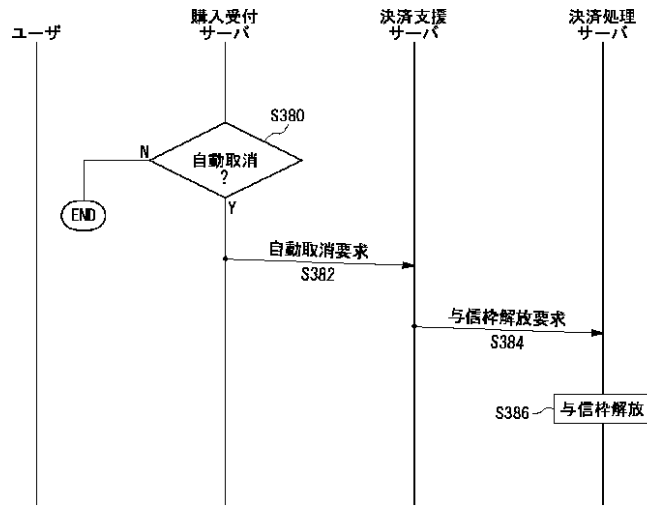 ユーザ
購入受付
サーバ
決済支援
サーバ
決済処理
サーバ
S380
N
自動取消
?
END
Y
自動取消要求
S382
与信枠解放要求
S384
S386
与信枠解放